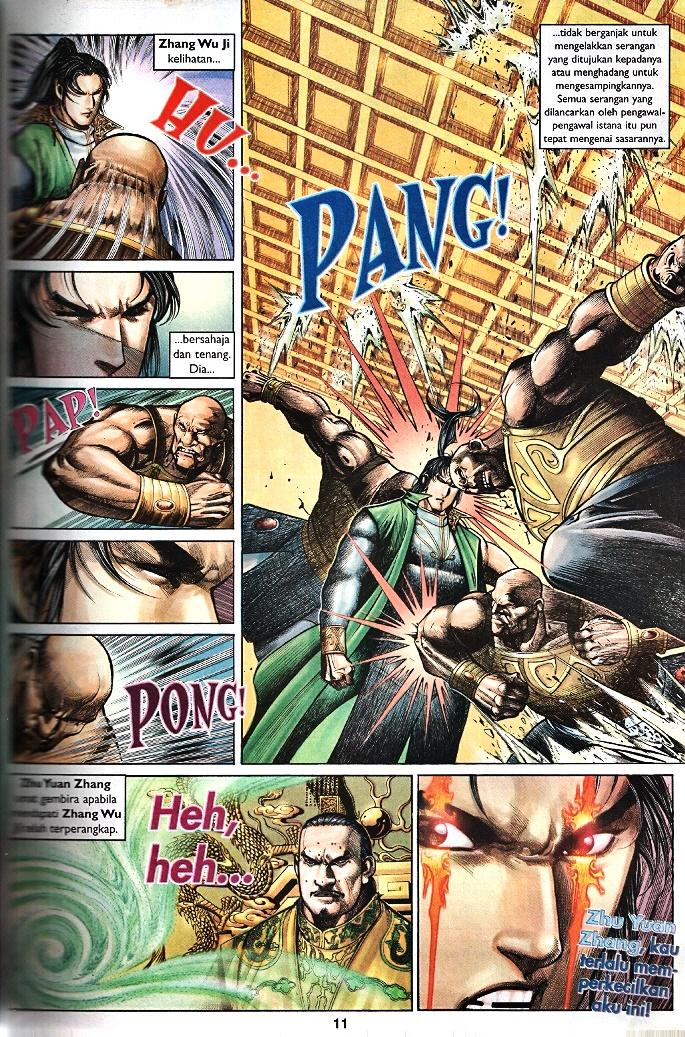 Zhang Wu Ji
kelihatan...
HU...
...bersahaja
dan tenang.
Dia...
PAP!
PONG!
...tidak berganjak untuk
mengelakkan serangan
yang ditujukan kepadanya
atau menghadang untuk
mengesampingkannya.
Semua serangan yang
dilancarkan oleh pengawal-
pengawal istana itu pun
tepat mengenai sasarannya.
PANG!
Zhu Yuan Zhang
gembira apabila
Zhang Wu
terperangkap.
Heh,
heh...
Zhu Yuan
Zhang, kau
terlalu mem-
perkecilkan
aku ini!
11